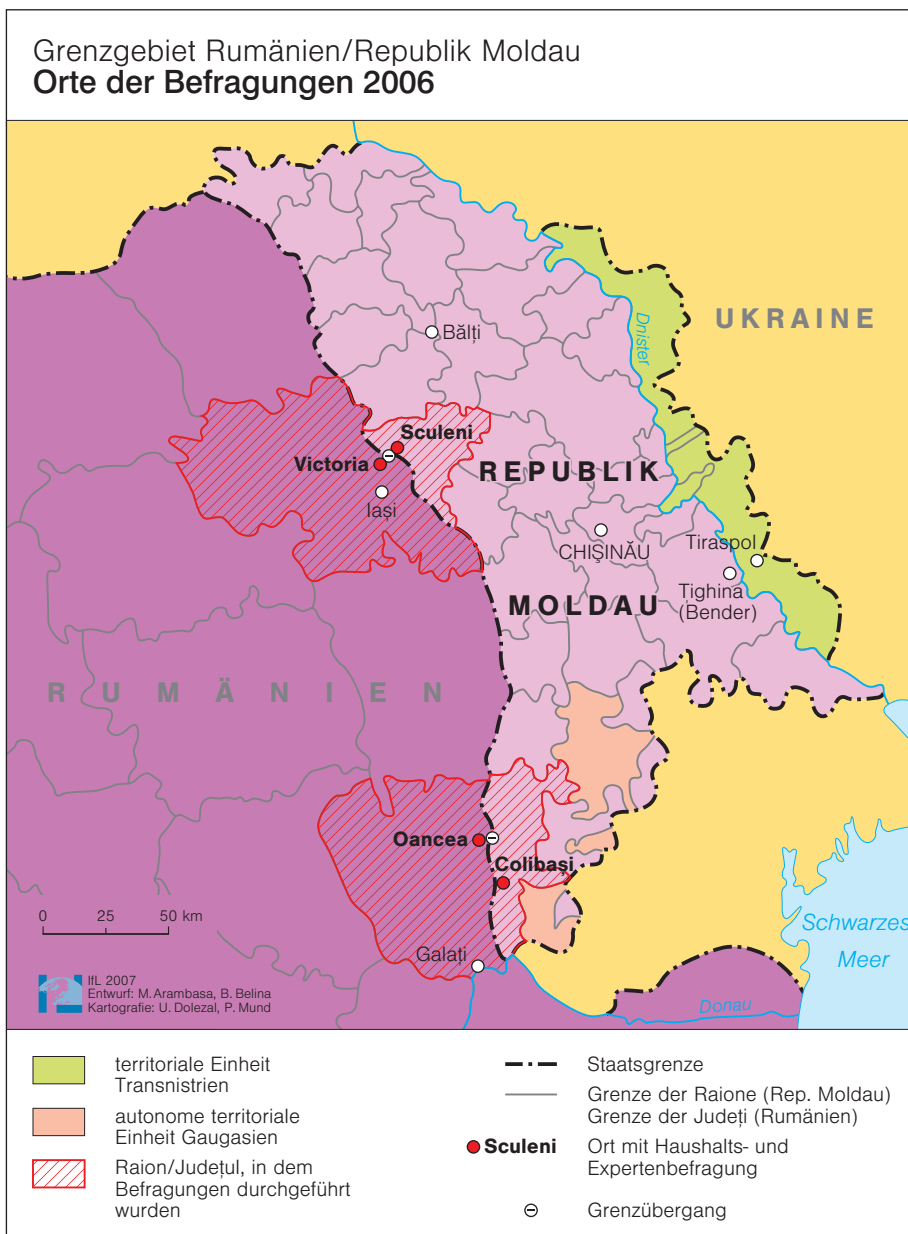 Grenzgebiet Rumänien/Republik Moldau
Orte der Befragungen 2006
UKRAINE
Dnister
Bălți
Sculeni
Victoria
REPUBLIK
Iași
CHIŞINĂU
Tiraspol
Tighina
(Bender)
MOLDAU
RUMÄNIEN
Oancea
Colibași
0 25 50 km
Schwarzes
Meer
Galați
Donau
IfL 2007
Entwurf: M. Arambasa, B. Belina
Kartografie: U. Dolezal, P. Mund
territoriale Einheit
Transnistrien
autonome territoriale
Einheit Gaugasien
Raion/Județul, in dem
Befragungen durchgeführt
wurden
Staatsgrenze
Grenze der Raione (Rep. Moldau)
Grenze der Județi (Rumänien)
Sculeni Ort mit Haushalts- und
Expertenbefragung
Grenzübergang